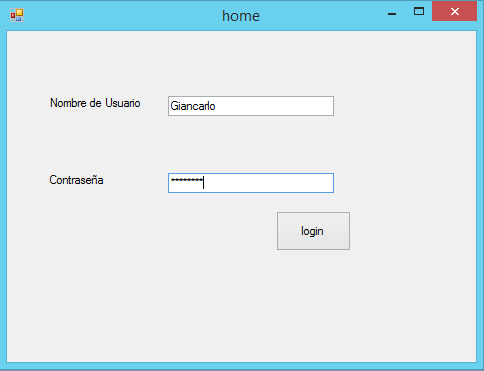 home
Nombre de Usuario
Giancarlo
Contraseña
********
login